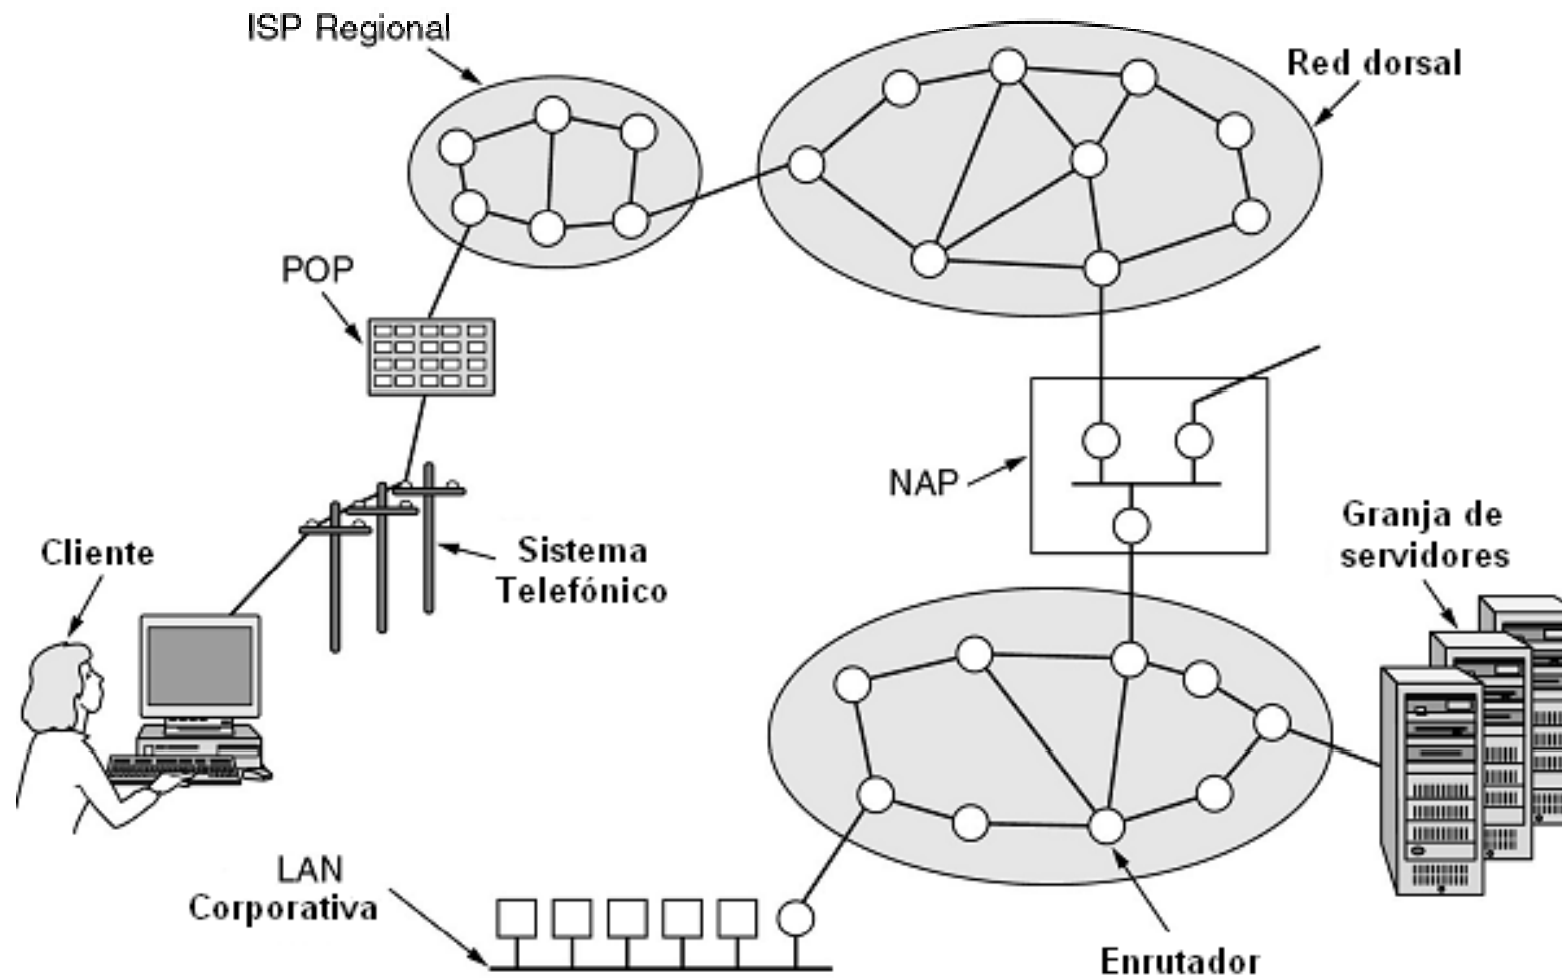 ISP Regional
Red dorsal
POP
NAP
Granja de
servidores
Cliente
Sistema
Telefónico
LAN
Corporativa
Enrutador